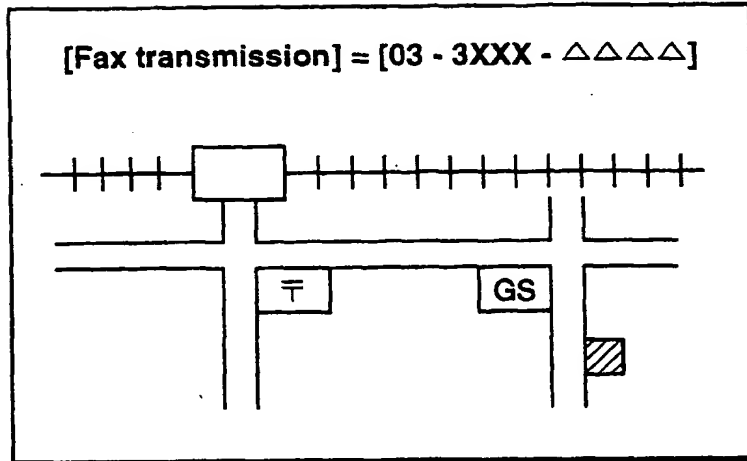 [Fax transmission] = [03 - 3XXX - △△△△]
〒 GS